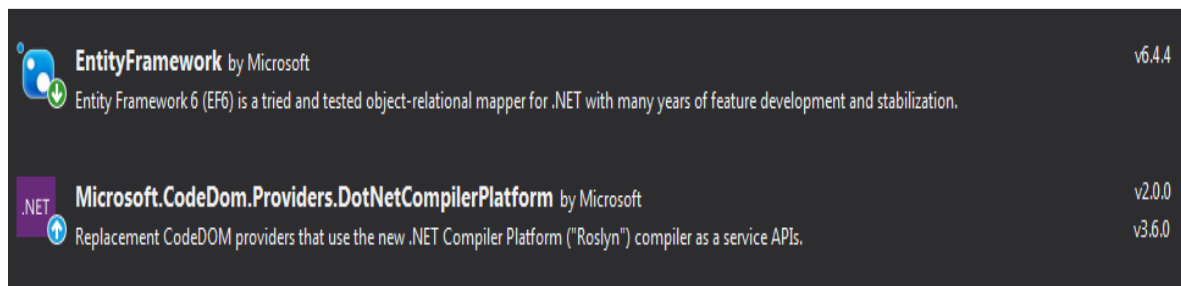 EntityFramework by Microsoft v6.4.4
Entity Framework 6 (EF6) is a tried and tested object-relational mapper for .NET with many years of feature development and stabilization.
.NET
Microsoft.CodeDom.Providers.DotNetCompilerPlatform by Microsoft v2.0.0
Replacement CodeDOM providers that use the new .NET Compiler Platform ("Roslyn") compiler as a service APIs. v3.6.0